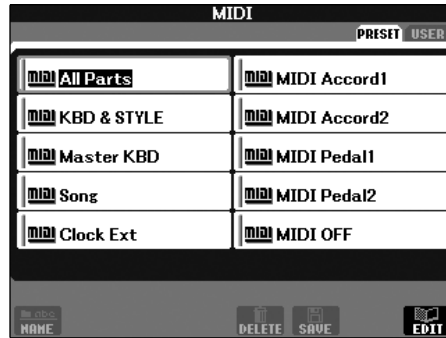 MIDI
PRESET USER
MIDI All Parts
MIDI KBD & STYLE
MIDI Master KBD
MIDI Song
MIDI Clock Ext
MIDI MIDI Accord1
MIDI MIDI Accord2
MIDI MIDI Pedal1
MIDI MIDI Pedal2
MIDI MIDI OFF
abc
NAME DELETE SAVE EDIT